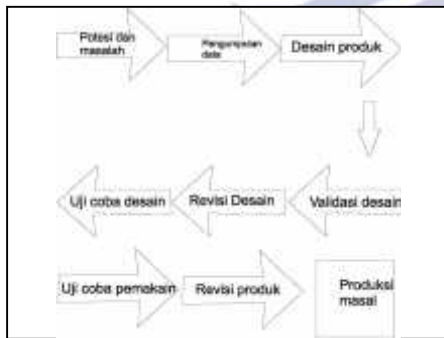 Potesi dan
masalah
Pengumpulan
data
Desain produk
Validasi desain
Revisi Desain
Uji coba desain
Uji coba pemakain
Revisi produk
Produksi
masal